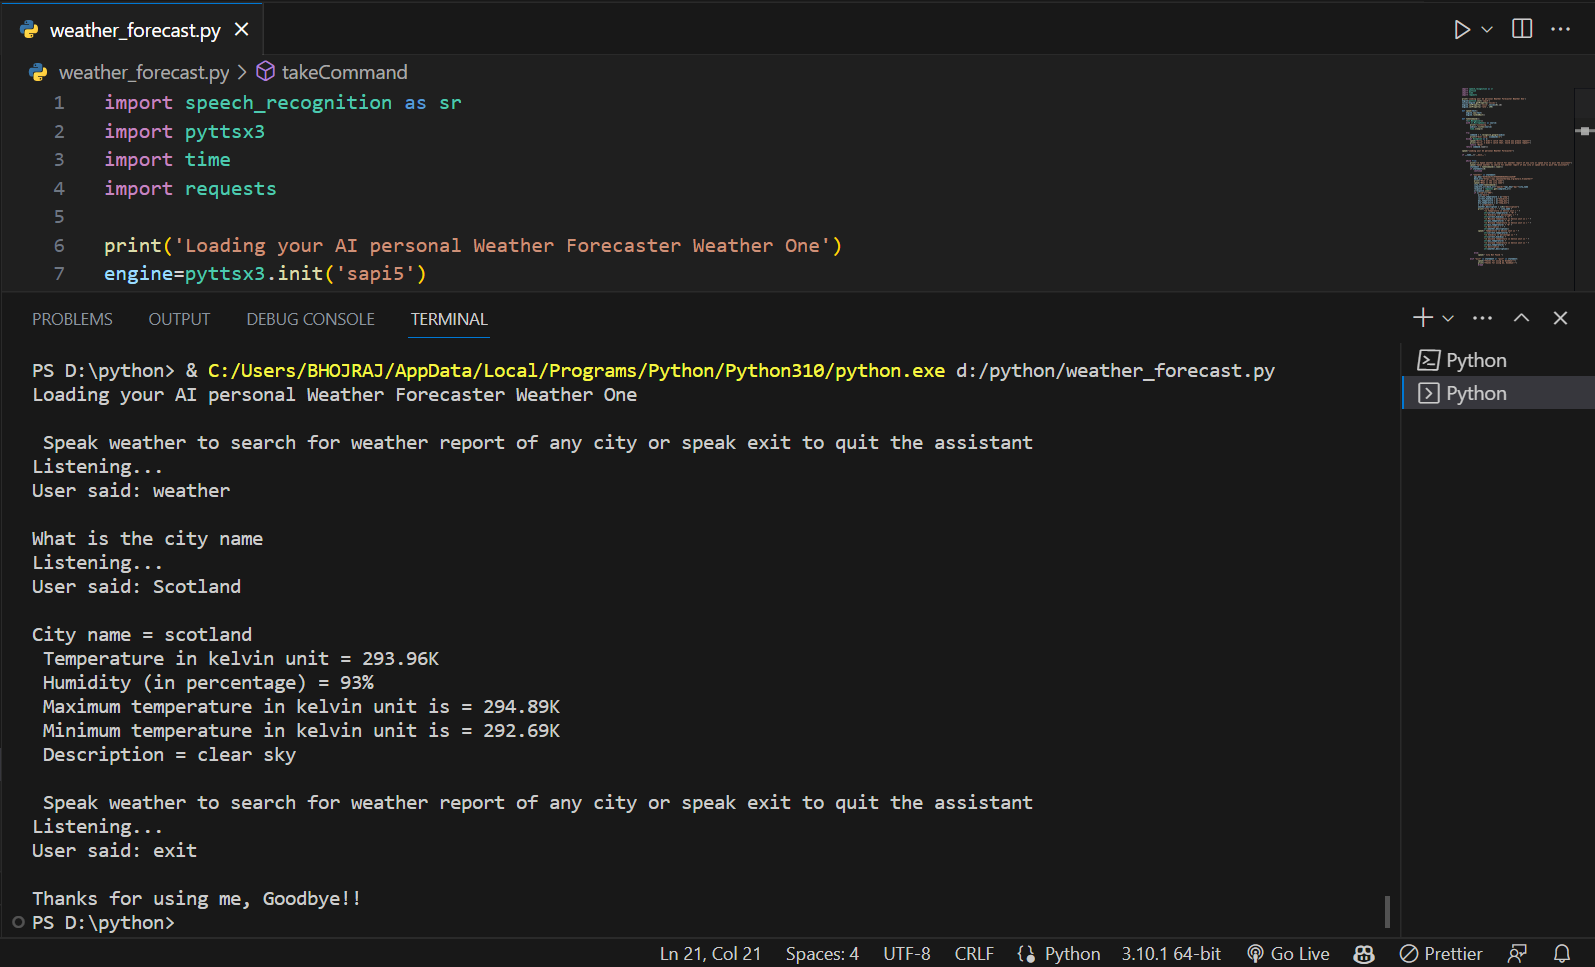 weather_forecast.py
weather_forecast.py > takeCommand
1 import speech_recognition as sr
2 import pyttsx3
3 import time
4 import requests
5
6 print('Loading your AI personal Weather Forecaster Weather One')
7 engine=pyttsx3.init('sapi5')
PROBLEMS OUTPUT DEBUG CONSOLE TERMINAL
PS D:\python> & C:/Users/BHOJRAJ/AppData/Local/Programs/Python/Python310/python.exe d:/python/weather_forecast.py
Loading your AI personal Weather Forecaster Weather One
Speak weather to search for weather report of any city or speak exit to quit the assistant
Listening...
User said: weather
What is the city name
Listening...
User said: Scotland
City name = scotland
Temperature in kelvin unit = 293.96K
Humidity (in percentage) = 93%
Maximum temperature in kelvin unit is = 294.89K
Minimum temperature in kelvin unit is = 292.69K
Description = clear sky
Speak weather to search for weather report of any city or speak exit to quit the assistant
Listening...
User said: exit
Thanks for using me, Goodbye!!
PS D:\python>
Python
Python
Ln 21, Col 21 Spaces: 4 UTF-8 CRLF Python 3.10.1 64-bit Go Live Prettier